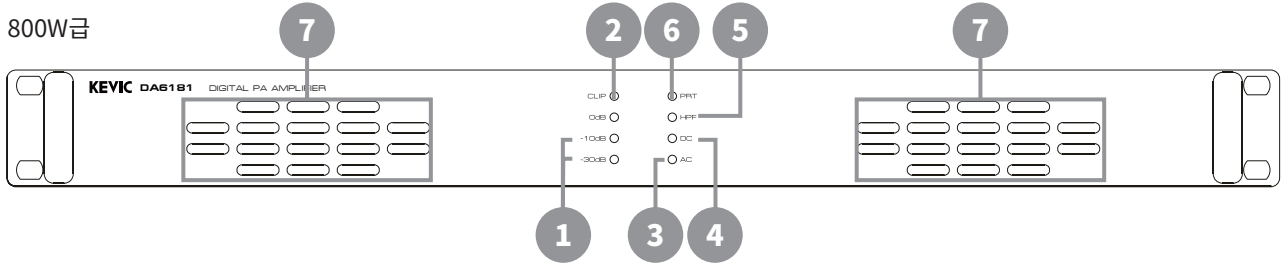 800W급
7 2 6 5 7
KEVIC DA6181 DIGITAL PA AMPLIFIER
CLIP PRT
0dB HPF
-10dB DC
-30dB AC
1 3 4